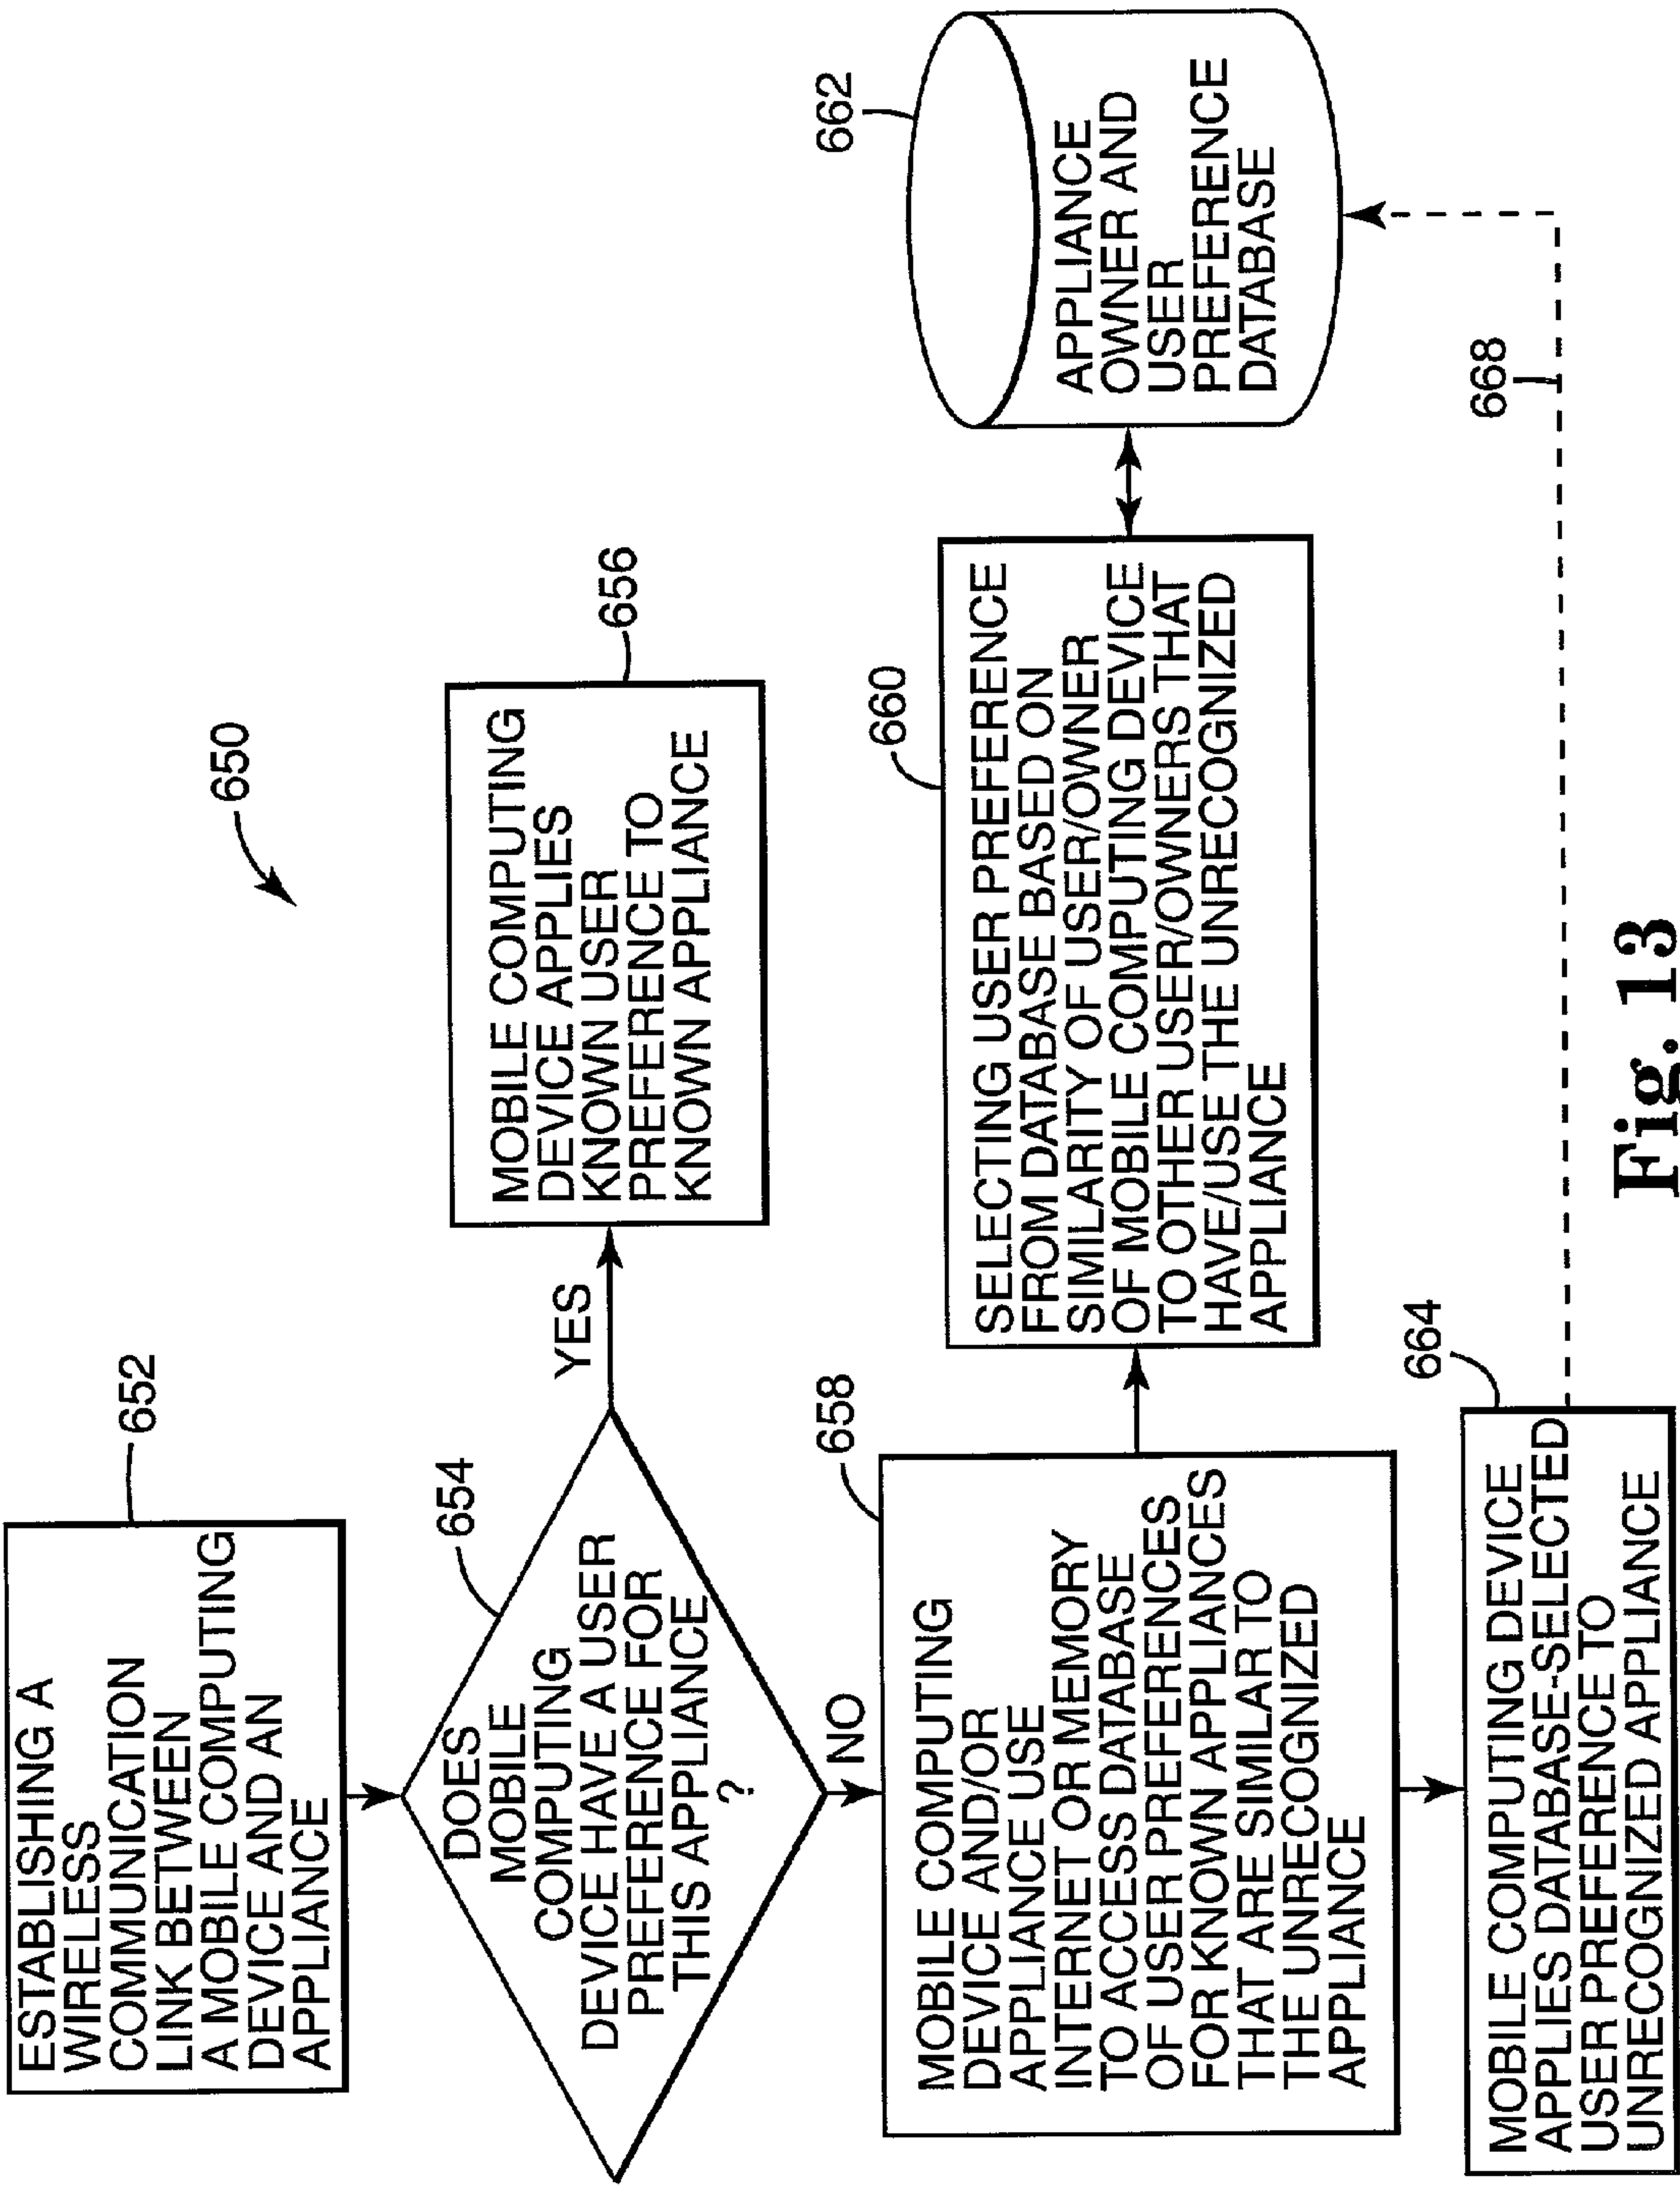 650
652
ESTABLISHING A
WIRELESS
COMMUNICATION
LINK BETWEEN
A MOBILE COMPUTING
DEVICE AND AN
APPLIANCE
654
DOES
MOBILE
COMPUTING
DEVICE HAVE A USER
PREFERENCE FOR
THIS APPLIANCE
?
YES
656
MOBILE COMPUTING
DEVICE APPLIES
KNOWN USER
PREFERENCE TO
KNOWN APPLIANCE
NO
658
MOBILE COMPUTING
DEVICE AND/OR
APPLIANCE USE
INTERNET OR MEMORY
TO ACCESS DATABASE
OF USER PREFERENCES
FOR KNOWN APPLIANCES
THAT ARE SIMILAR TO
THE UNRECOGNIZED
APPLIANCE
660
SELECTING USER PREFERENCE
FROM DATABASE BASED ON
SIMILARITY OF USER/OWNER
OF MOBILE COMPUTING DEVICE
TO OTHER USER/OWNERS THAT
HAVE/USE THE UNRECOGNIZED
APPLIANCE
662
APPLIANCE
OWNER AND
USER
PREFERENCE
DATABASE
664
MOBILE COMPUTING DEVICE
APPLIES DATABASE-SELECTED
USER PREFERENCE TO
UNRECOGNIZED APPLIANCE
668
Fig. 13